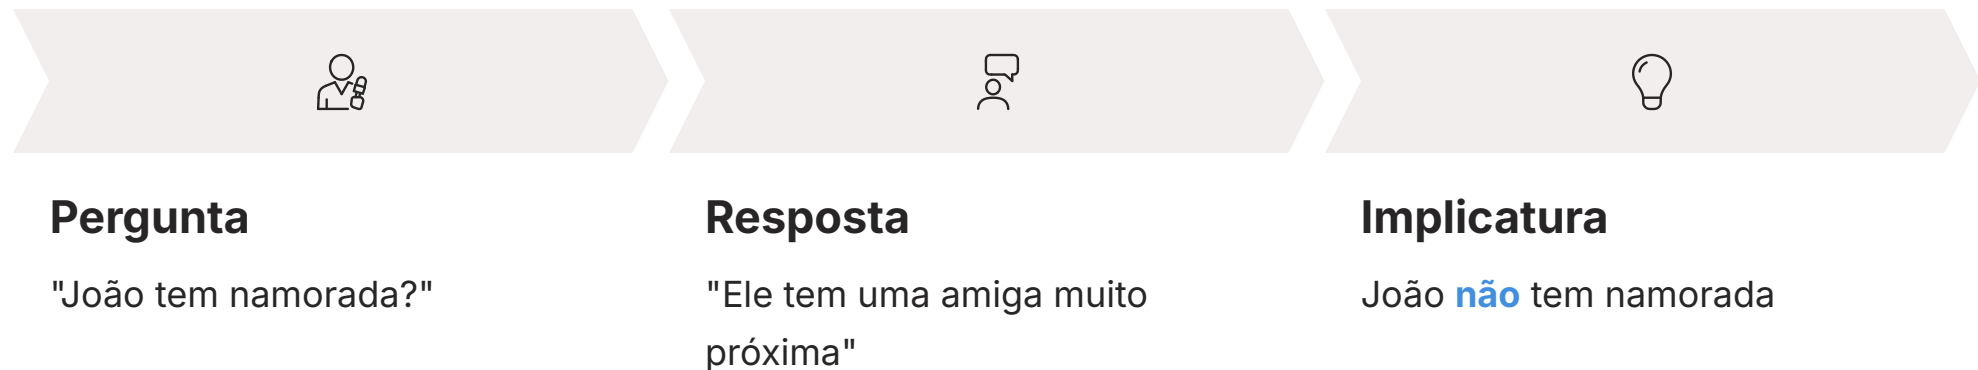 Pergunta
"João tem namorada?"
Resposta
"Ele tem uma amiga muito
próxima"
Implicatura
João não tem namorada